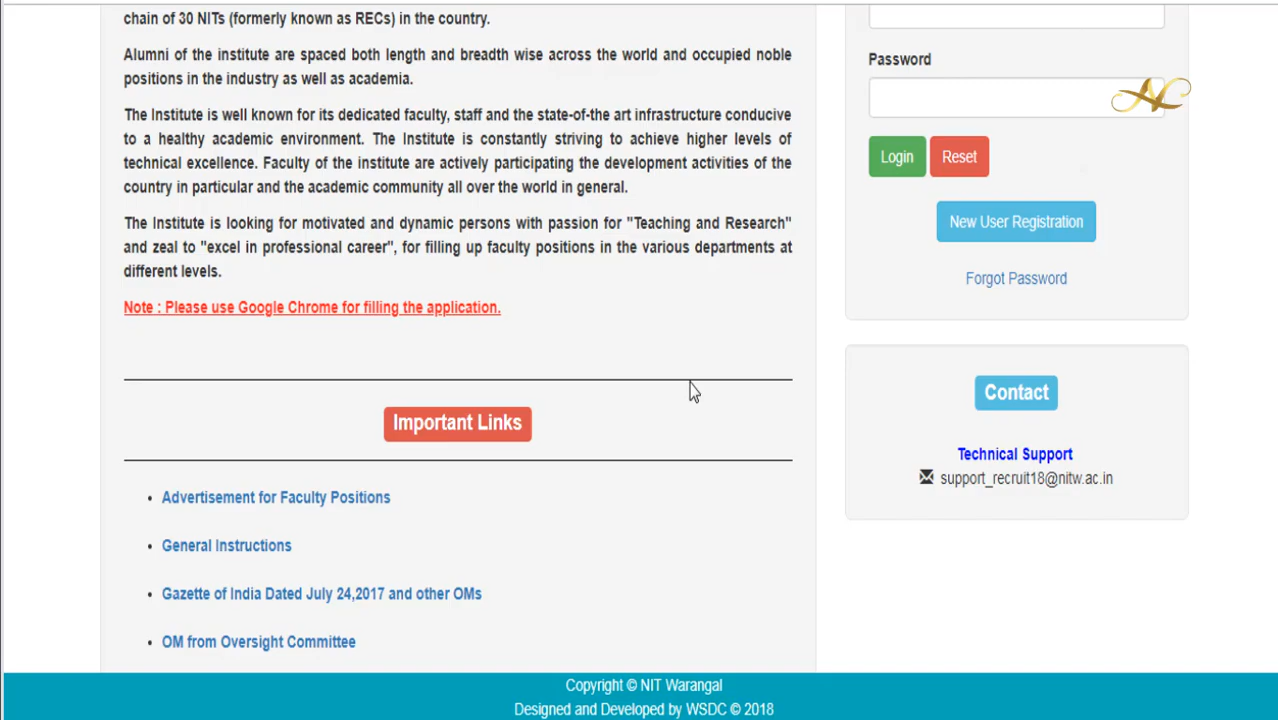 chain of 30 NITs (formerly known as RECs) in the country.
Alumni of the institute are spaced both length and breadth wise across the world and occupied noble
positions in the industry as well as academia.
The Institute is well known for its dedicated faculty, staff and the state-of-the art infrastructure conducive
to a healthy academic environment. The Institute is constantly striving to achieve higher levels of
technical excellence. Faculty of the institute are actively participating the development activities of the
country in particular and the academic community all over the world in general.
The Institute is looking for motivated and dynamic persons with passion for "Teaching and Research"
and zeal to "excel in professional career", for filling up faculty positions in the various departments at
different levels.
Note : Please use Google Chrome for filling the application.
Important Links
Advertisement for Faculty Positions
General Instructions
Gazette of India Dated July 24,2017 and other OMs
OM from Oversight Committee
Password
Login Reset
New User Registration
Forgot Password
Contact
Technical Support
support_recruit18@nitw.ac.in
Copyright © NIT Warangal
Designed and Developed by WSDC © 2018